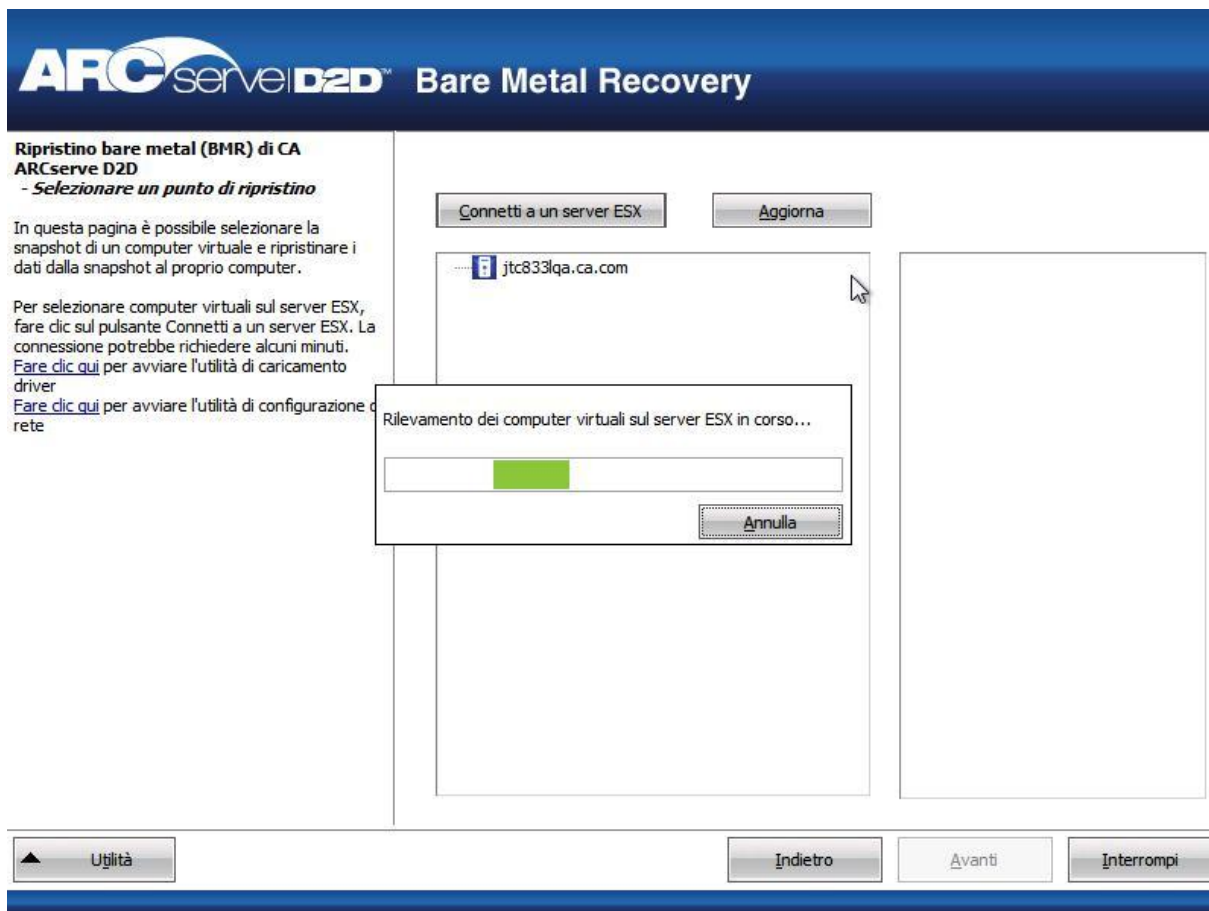 ARCserve D2D™ Bare Metal Recovery
Ripristino bare metal (BMR) di CA
ARCserve D2D
- Selezionare un punto di ripristino
In questa pagina è possibile selezionare la
snapshot di un computer virtuale e ripristinare i
dati dalla snapshot al proprio computer.
Per selezionare computer virtuali sul server ESX,
fare clic sul pulsante Connetti a un server ESX. La
connessione potrebbe richiedere alcuni minuti.
Fare clic qui per avviare l'utilità di caricamento
driver
Fare clic qui per avviare l'utilità di configurazione
rete
Connetti a un server ESX
Aggiorna
jtc833lqa.ca.com
Rilevamento dei computer virtuali sul server ESX in corso...
Annulla
Utilità
Indietro
Avanti
Interrompi